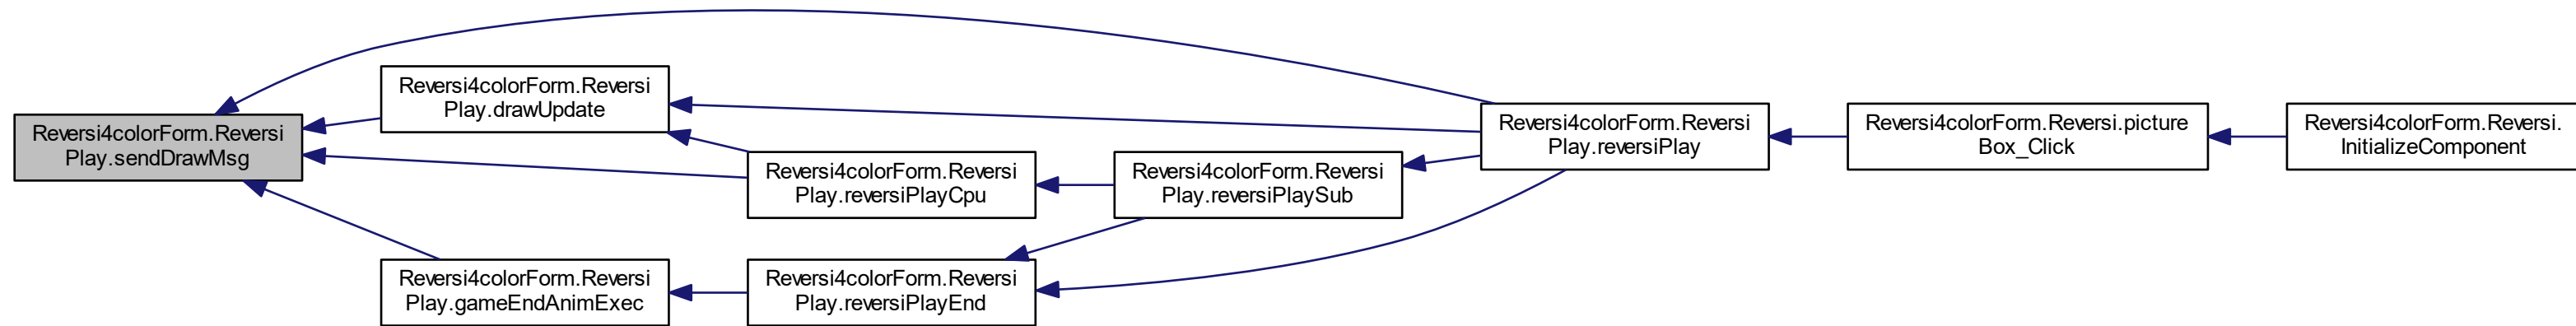 Reversi4colorForm.Reversi
Play.sendDrawMsg
Reversi4colorForm.Reversi
Play.drawUpdate
Reversi4colorForm.Reversi
Play.reversiPlayCpu
Reversi4colorForm.Reversi
Play.gameEndAnimExec
Reversi4colorForm.Reversi
Play.reversiPlayEnd
Reversi4colorForm.Reversi
Play.reversiPlaySub
Reversi4colorForm.Reversi
Play.reversiPlay
Reversi4colorForm.Reversi.picture
Box_Click
Reversi4colorForm.Reversi.
InitializeComponent